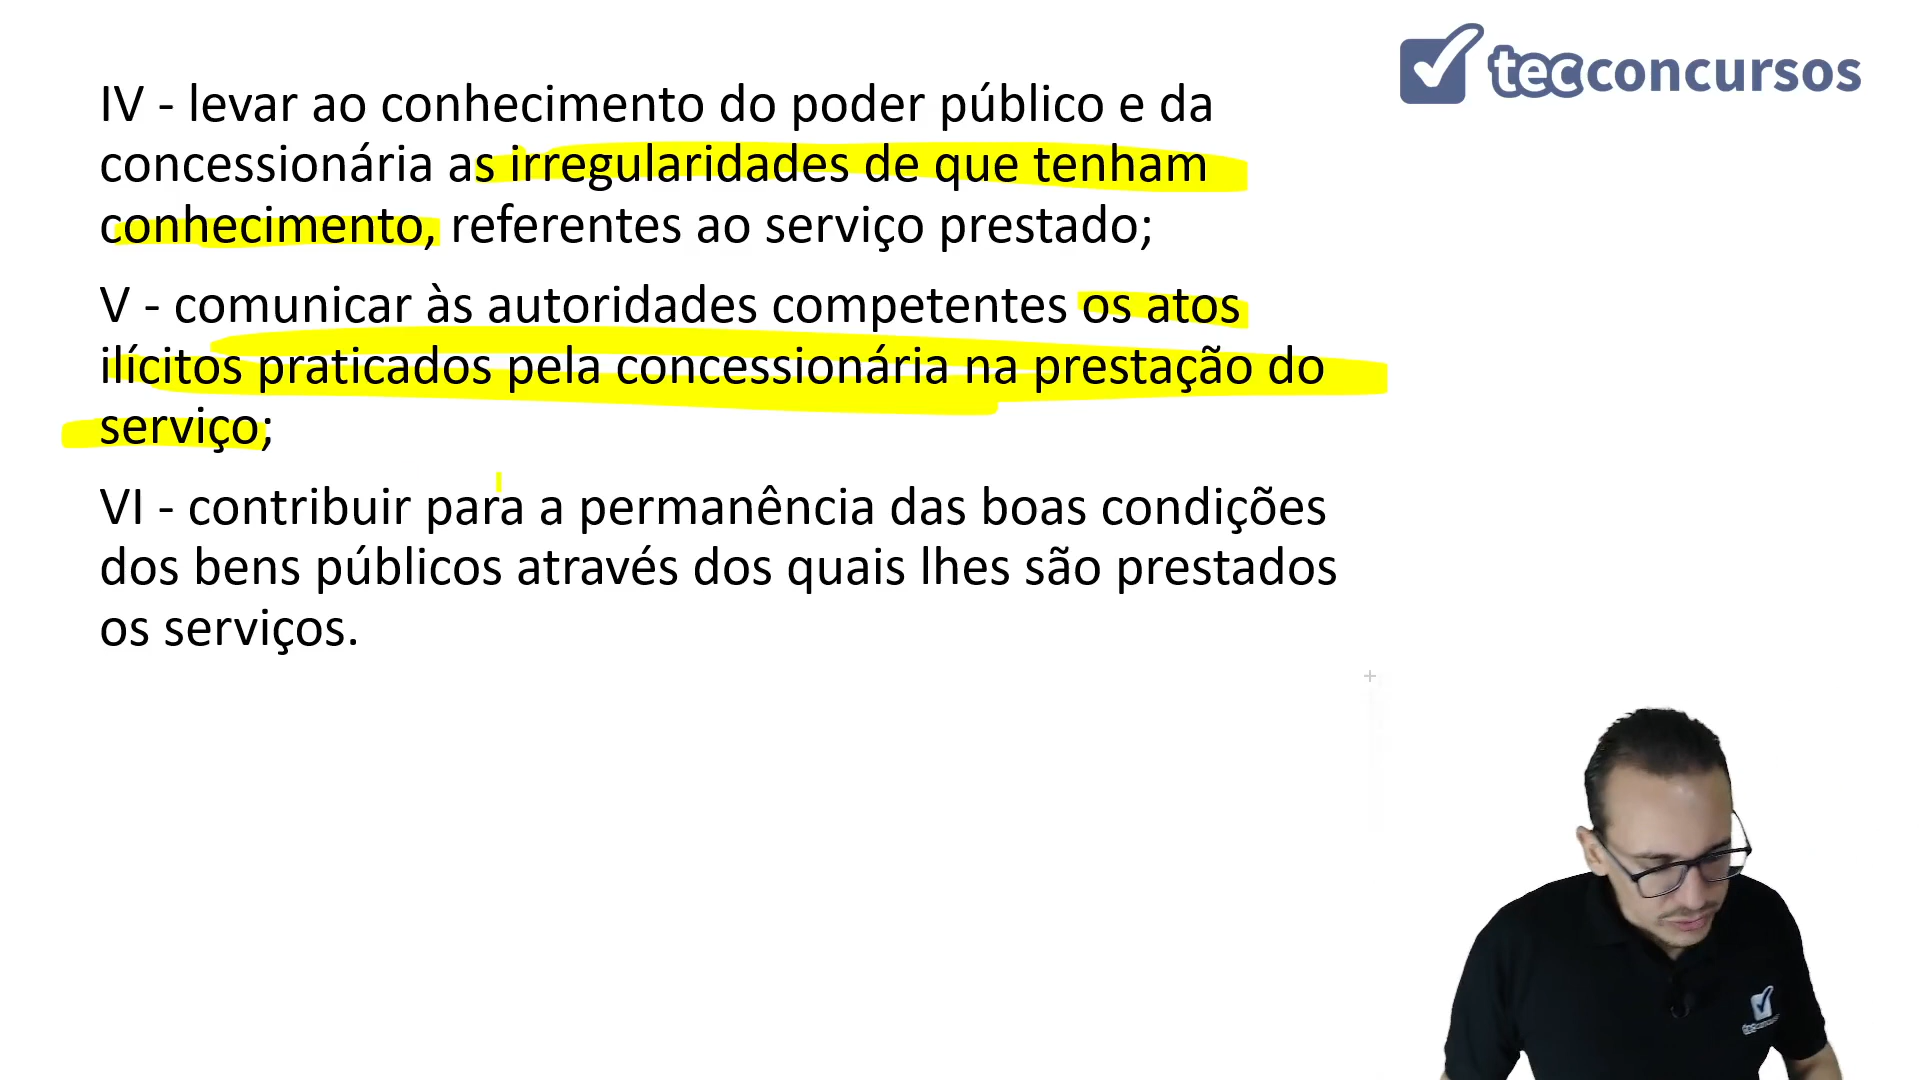 tecconcursos
IV - levar ao conhecimento do poder público e da
concessionária as irregularidades de que tenham
conhecimento, referentes ao serviço prestado;
V - comunicar às autoridades competentes os atos
ilícitos praticados pela concessionária na prestação do
serviço;
VI - contribuir para a permanência das boas condições
dos bens públicos através dos quais lhes são prestados
os serviços.